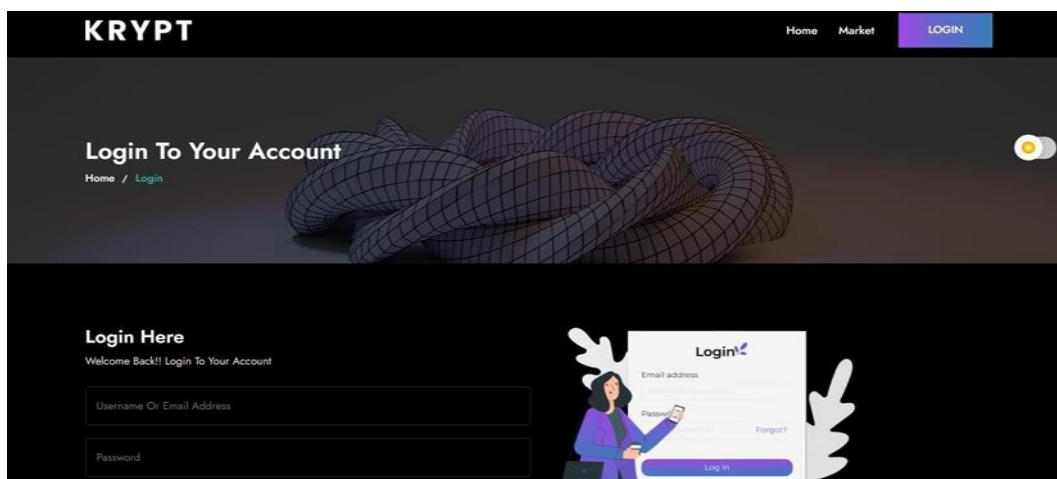 KRYPT
Home Market LOGIN
Login To Your Account
Home / Login
Login Here
Welcome Back!! Login To Your Account
Username Or Email Address
Password
Login
Email address
Password
Forgot?
Log in